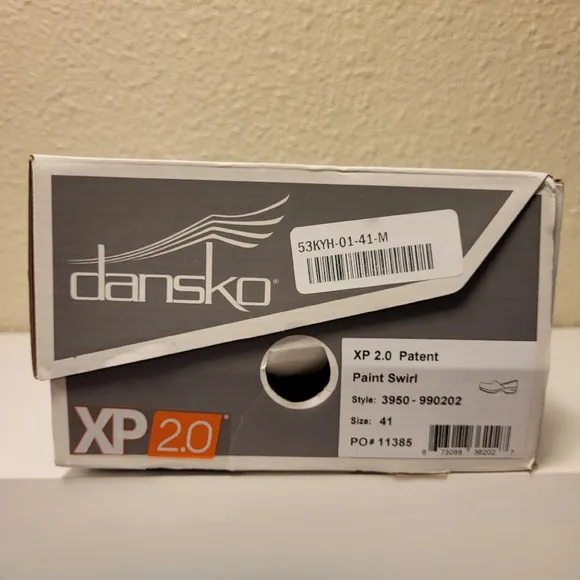 53KYH-01-41-M
dansko®
XP 2.0 Patent
Paint Swirl
Style: 3950-990202
Size: 41
PO# 11385
XP 2.0